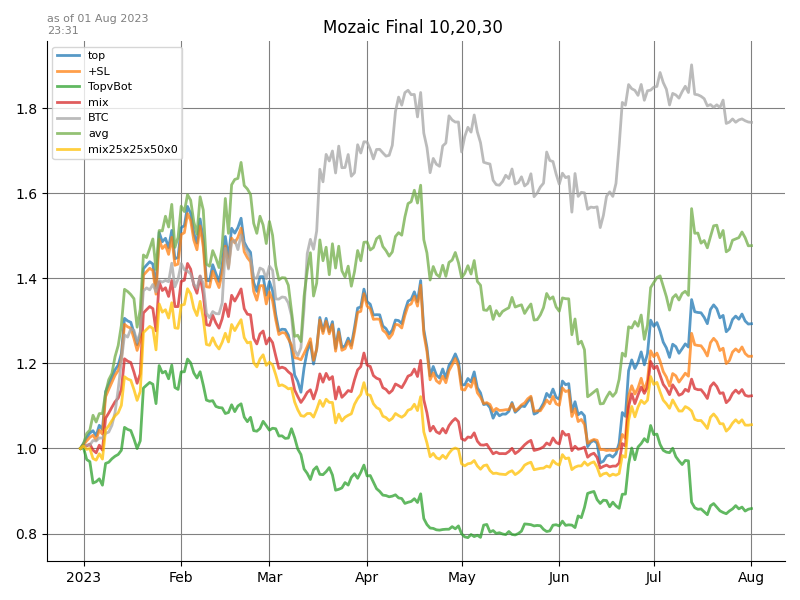 as of 01 Aug 2023
23:31
Mozaic Final 10,20,30
top
+SL
TopvBot
mix
BTC
avg
mix25x25x50x0
1.8
1.6
1.4
1.2
1.0
0.8
2023 Feb Mar Apr May Jun Jul Aug